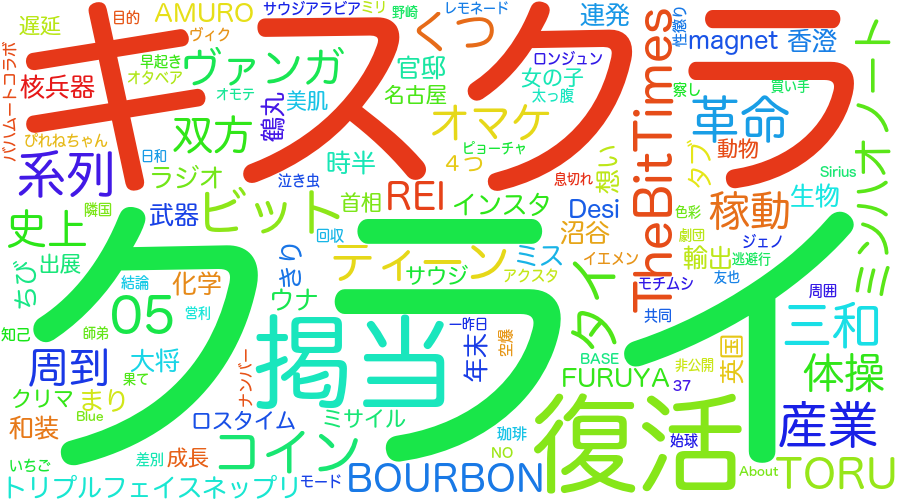 キスクラ
クライ
掲当
復活
遅延
目的
AMURO
サウジアラビア
ミリ
野崎
レモネード
連発
性懲り
magnet
香澄
ミンハオノート
バハムートコラボ
核兵器
早起き
オタベア
ヴィク
ヴァンガ
くつ
官邸
ロンジュン
女の子
太っ腹
TheBitTimes
察し
買い手
革命
オモテ
鶴丸
美肌
名古屋
オマケ
ぴれねちゃん
双方
系列
日和
ラジオ
泣き虫
時半
ピョーチャ
4つ
息切れ
想い
タブ
動物
Sirius
史上
隣国
武器
ビット
首相
REI
インスタ
Desi
色彩
稼動
生物
ちび
出展
結論
回収
きり
ティーン
サウジ
アクスタ
ミス
沼谷
イエメン
タイ
劇団
輸出
ジェノ
逃避行
モチムシ
友也
周囲
化学
営利
ウナ
05
知己
師弟
一昨日
年末
空爆
共同
三和
周到
大将
果て
ナンバー
BASE
FURUYA
英国
非公開
37
体操
クリマ
まり
Blue
和装
ロスタイム
ミサイル
珈琲
NO
始球
産業
いちご
差別
成長
コイン
トリプルフェイスネップリ
モード
BOURBON
About
TORU